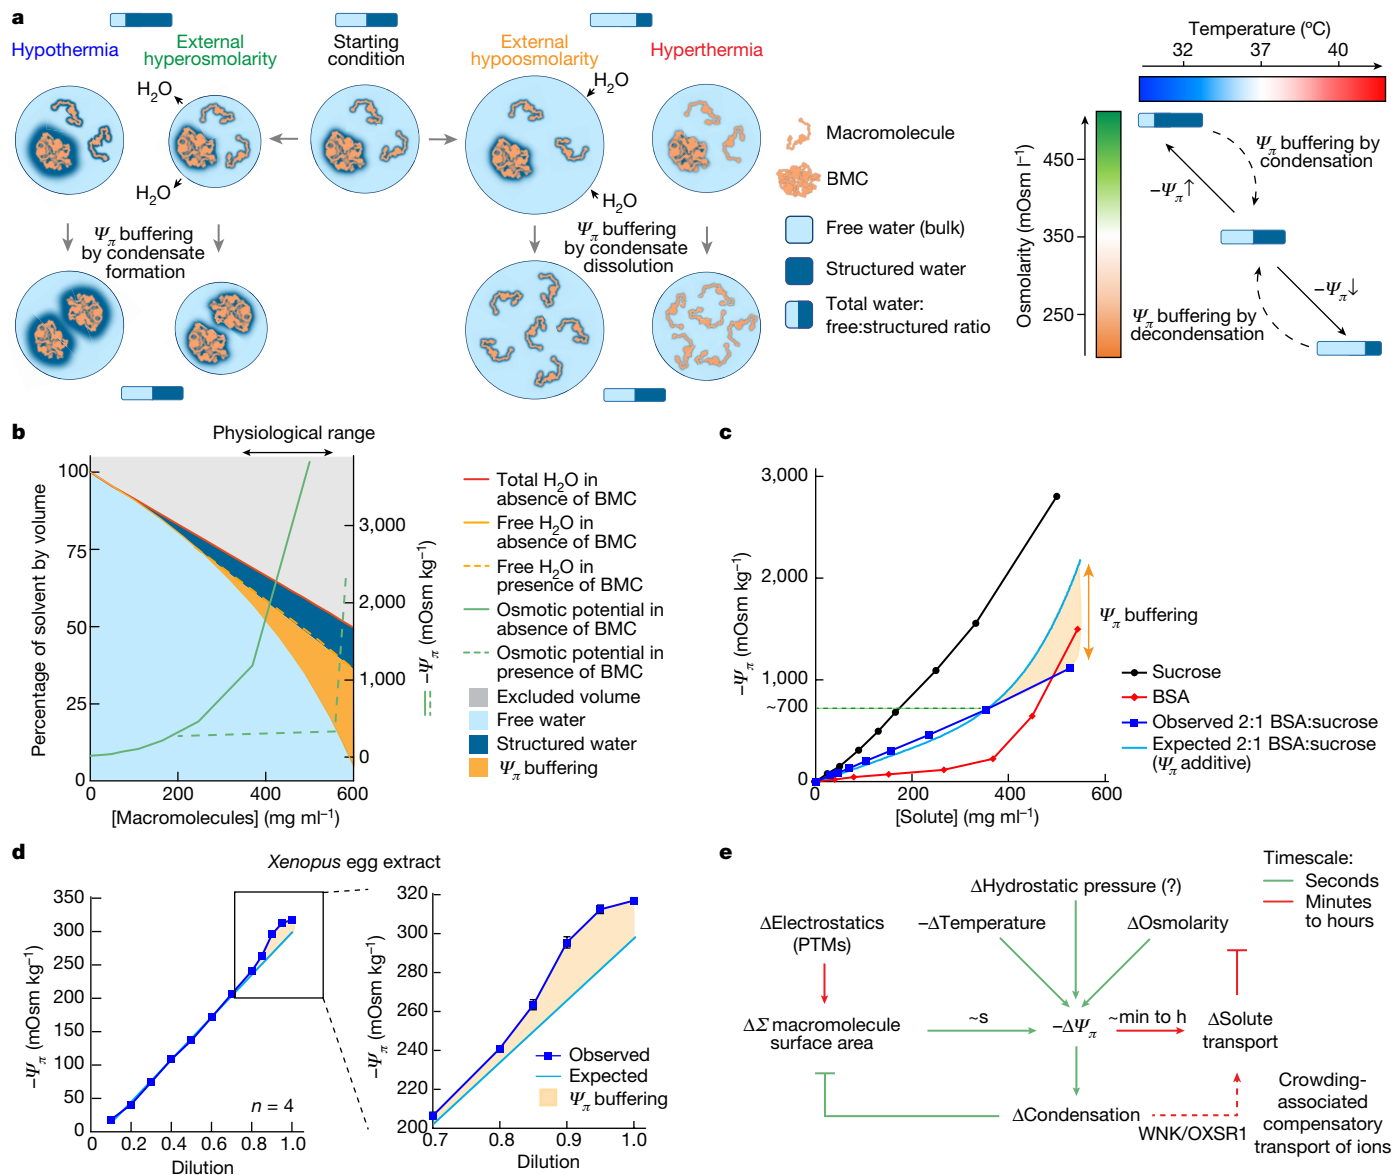 a
Hypothermia
External
hyperosmolarity
Starting
condition
External
hypoosmolarity
Hyperthermia
H2O
H2O
H2O
H2O
Ψπ buffering
by condensate
formation
Ψπ buffering
by condensate
dissolution
Macromolecule
BMC
Free water (bulk)
Structured water
Total water:
free:structured ratio
Temperature (ºC)
32 37 40
Osmolarity (mOsm l–1)
450
350
250
Ψπ buffering by
condensation
–Ψπ↑
–Ψπ↓
Ψπ buffering by
decondensation
b
Physiological range
Percentage of solvent by volume
100
75
50
25
0
0 200 400 600
[Macromolecules] (mg ml–1)
3,000
2,000
1,000
0
–Ψπ (mOsm kg–1)
Total H2O in
absence of BMC
Free H2O in
absence of BMC
Free H2O in
presence of BMC
Osmotic potential in
absence of BMC
Osmotic potential in
presence of BMC
Excluded volume
Free water
Structured water
Ψπ buffering
c
–Ψπ (mOsm kg–1)
3,000
2,000
1,000
~700
0
0 200 400 600
[Solute] (mg ml–1)
Ψπ buffering
Sucrose
BSA
Observed 2:1 BSA:sucrose
Expected 2:1 BSA:sucrose
(Ψπ additive)
d
Xenopus egg extract
–Ψπ (mOsm kg–1)
350
300
250
200
150
100
50
0
0 0.2 0.4 0.6 0.8 1.0
Dilution
n = 4
–Ψπ (mOsm kg–1)
320
300
280
260
240
220
200
0.7 0.8 0.9 1.0
Dilution
Observed
Expected
Ψπ buffering
e
Timescale:
Seconds
Minutes
to hours
ΔHydrostatic pressure (?)
ΔElectrostatics
(PTMs)
–ΔTemperature
ΔOsmolarity
ΔΣ macromolecule
surface area
~s
–ΔΨπ
~min to h
ΔSolute
transport
ΔCondensation
WNK/OXSR1
Crowding-
associated
compensatory
transport of ions